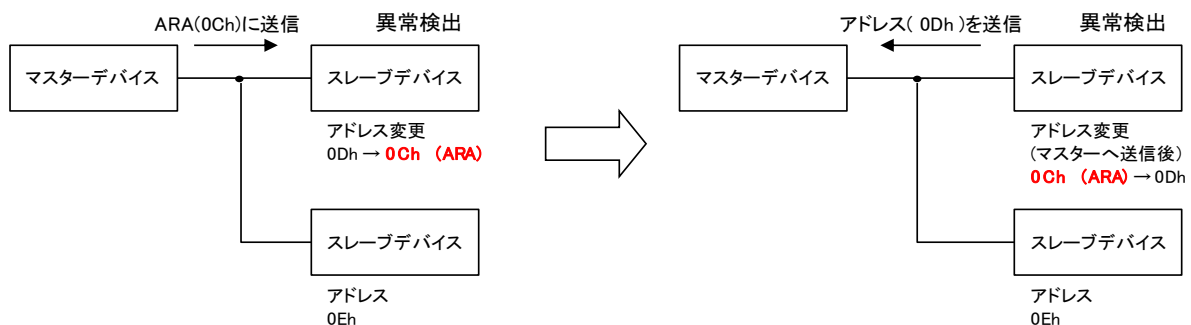 ARA(0Ch)に送信
異常検出
マスターデバイス
スレーブデバイス
アドレス変更
0Dh → 0Ch (ARA)
スレーブデバイス
アドレス
0Eh
アドレス( 0Dh )を送信
異常検出
マスターデバイス
スレーブデバイス
アドレス変更
(マスターへ送信後)
0Ch (ARA) → 0Dh
スレーブデバイス
アドレス
0Eh